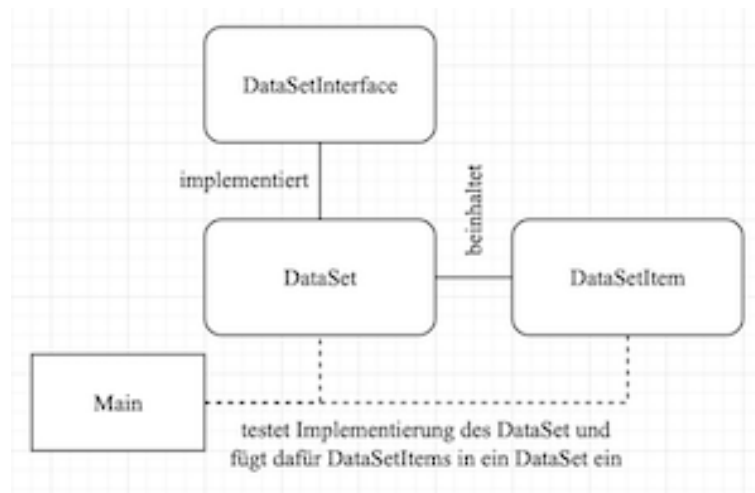 DataSetInterface
implementiert
beinhaltet
DataSet
DataSetItem
Main
testet Implementierung des DataSet und
fügt dafür DataSetItems in ein DataSet ein